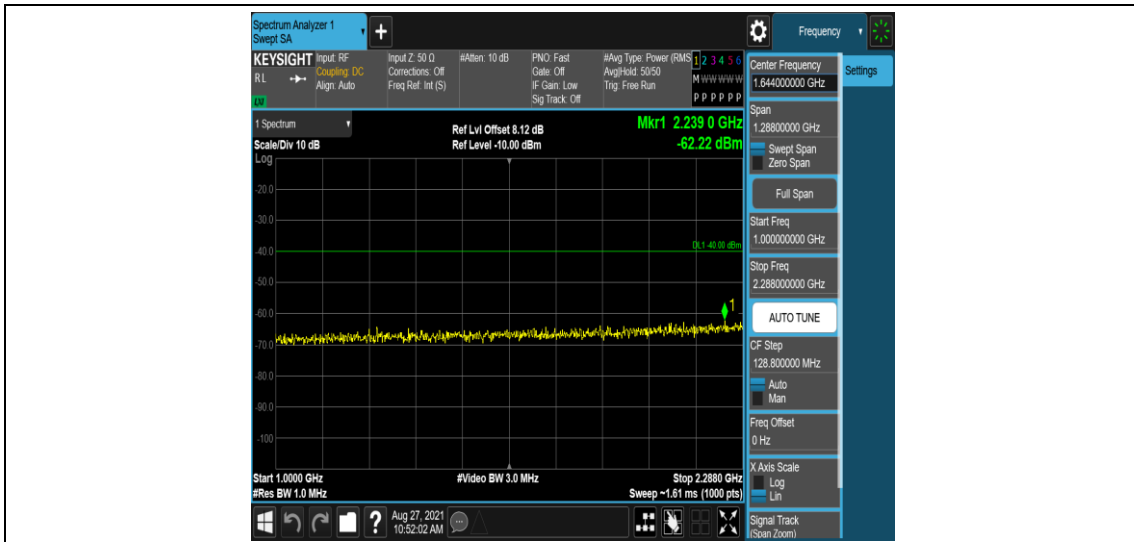 Spectrum Analyzer 1
Swept SA
+
Frequency
KEYSIGHT
RL
LXI
Input: RF
Coupling: DC
Align: Auto
Input Z: 50 Ω
Corrections: Off
Freq Ref: Int (S)
#Atten: 10 dB
PNO: Fast
Gate: Off
IF Gain: Low
Sig Track: Off
#Avg Type: Power (RMS
Avg|Hold: 50/50
Trig: Free Run
1 2 3 4 5 6
M W W W W W
P P P P P P
Center Frequency
1.644000000 GHz
Settings
1 Spectrum
Scale/Div 10 dB
Log
Ref Lvl Offset 8.12 dB
Ref Level -10.00 dBm
Mkr1 2.239 0 GHz
-62.22 dBm
-20.0
-30.0
-40.0
-50.0
-60.0
-70.0
-80.0
-90.0
-100
DL1 -40.00 dBm
1
Start 1.0000 GHz
#Res BW 1.0 MHz
#Video BW 3.0 MHz
Stop 2.2880 GHz
Sweep ~1.61 ms (1000 pts)
Span
1.28800000 GHz
Swept Span
Zero Span
Full Span
Start Freq
1.000000000 GHz
Stop Freq
2.288000000 GHz
AUTO TUNE
CF Step
128.800000 MHz
Auto
Man
Freq Offset
0 Hz
X Axis Scale
Log
Lin
Signal Track
(Span Zoom)
?
Aug 27, 2021
10:52:02 AM